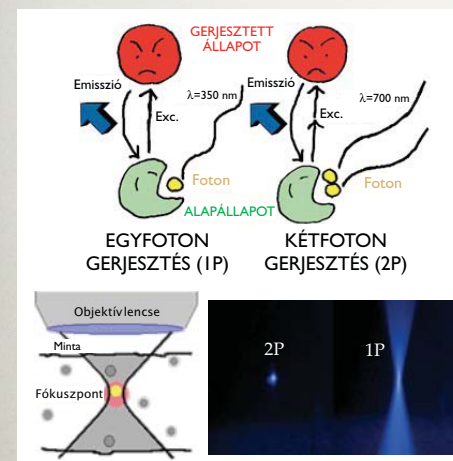 GERJESZTETT
ÁLLAPOT
Emisszió
Exc.
λ=350 nm
Foton
Emisszió
Exc.
λ=700 nm
Foton
ALAPÁLLAPOT
EGYFOTON
GERJESZTÉS (1P)
KÉTFOTON
GERJESZTÉS (2P)
Objektívlencse
Minta
Fókuszpont
2P
1P